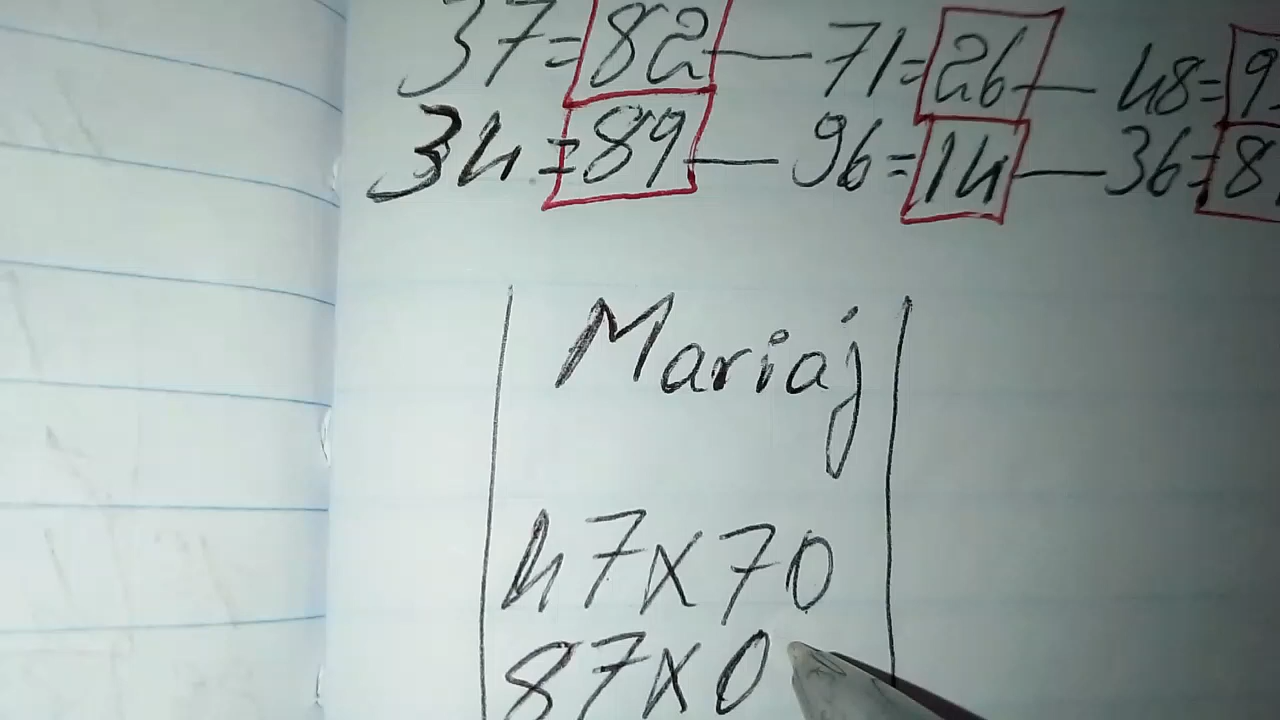 37=82—71=26—48=9
34=89—96=14—36=8
Mariaj
47x70
87x0